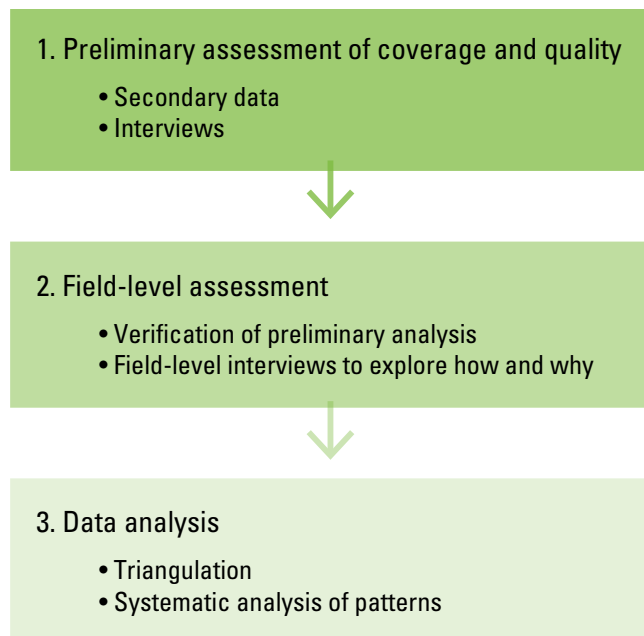 1. Preliminary assessment of coverage and quality
• Secondary data
• Interviews
2. Field-level assessment
• Verification of preliminary analysis
• Field-level interviews to explore how and why
3. Data analysis
• Triangulation
• Systematic analysis of patterns